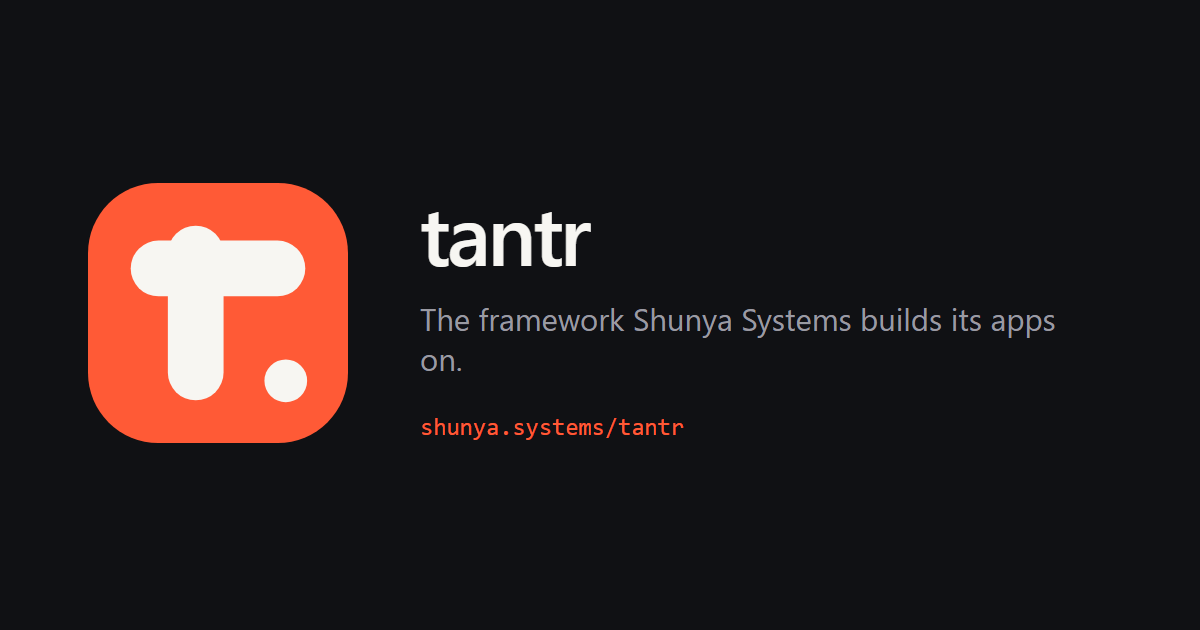 t.
tantr
The framework Shunya Systems builds its apps
on.
shunya.systems/tantr